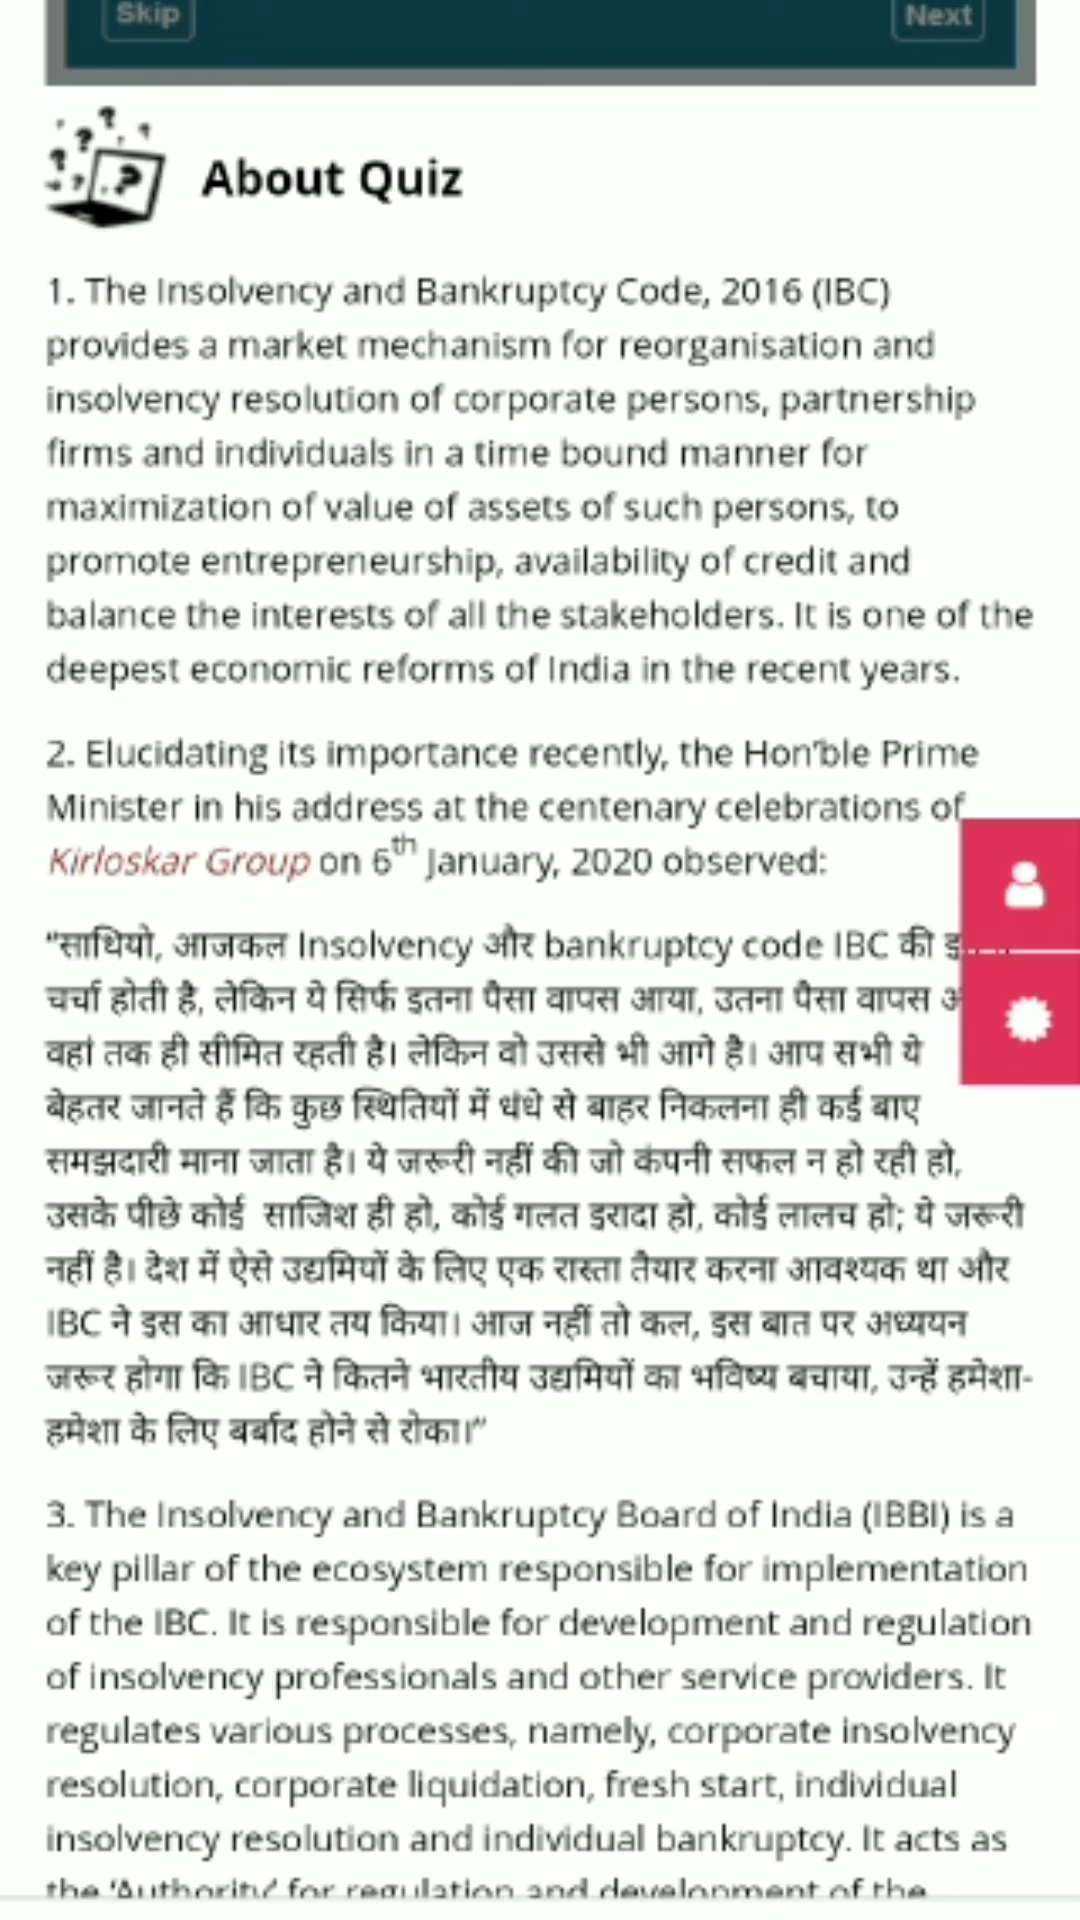 Skip
Next
About Quiz
1. The Insolvency and Bankruptcy Code, 2016 (IBC)
provides a market mechanism for reorganisation and
insolvency resolution of corporate persons, partnership
firms and individuals in a time bound manner for
maximization of value of assets of such persons, to
promote entrepreneurship, availability of credit and
balance the interests of all the stakeholders. It is one of the
deepest economic reforms of India in the recent years.
2. Elucidating its importance recently, the Hon'ble Prime
Minister in his address at the centenary celebrations of
Kirloskar Group on 6th January, 2020 observed:
“साथियो, आजकल Insolvency और bankruptcy code IBC की
चर्चा होती है, लेकिन ये सिर्फ इतना पैसा वापस आया, उतना पैसा वापस
वहां तक ही सीमित रहती है। लेकिन वो उससे भी आगे है। आप सभी ये
बेहतर जानते हैं कि कुछ स्थितियों में धंधे से बाहर निकलना ही कई बाए
समझदारी माना जाता है। ये जरूरी नहीं की जो कंपनी सफल न हो रही हो,
उसके पीछे कोई साजिश ही हो, कोई गलत इरादा हो, कोई लालच हो; ये जरूरी
नहीं है। देश में ऐसे उद्यमियों के लिए एक रास्ता तैयार करना आवश्यक था और
IBC ने इस का आधार तय किया। आज नहीं तो कल, इस बात पर अध्ययन
जरूर होगा कि IBC ने कितने भारतीय उद्यमियों का भविष्य बचाया, उन्हें हमेशा-
हमेशा के लिए बर्बाद होने से रोका।”
3. The Insolvency and Bankruptcy Board of India (IBBI) is a
key pillar of the ecosystem responsible for implementation
of the IBC. It is responsible for development and regulation
of insolvency professionals and other service providers. It
regulates various processes, namely, corporate insolvency
resolution, corporate liquidation, fresh start, individual
insolvency resolution and individual bankruptcy. It acts as
the 'Authority' for regulation and development of the